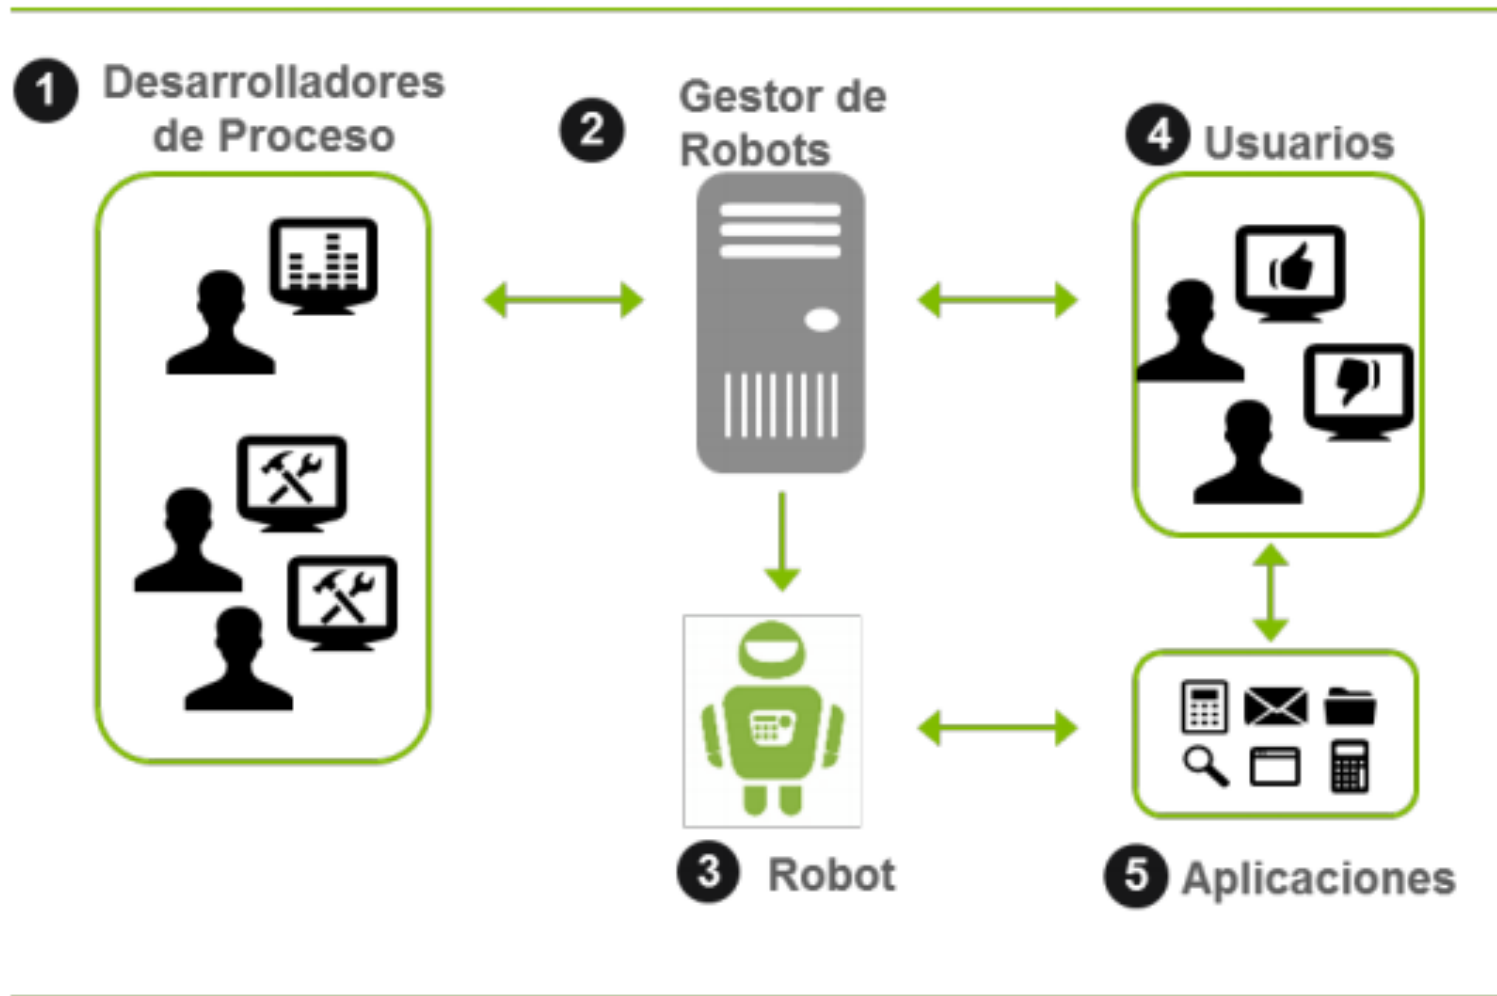 1
Desarrolladores
de Proceso
2
Gestor de
Robots
4
Usuarios
3
Robot
5
Aplicaciones